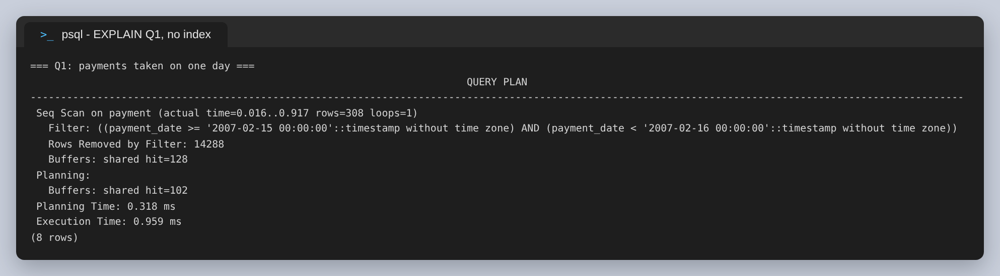 >_ psql - EXPLAIN Q1, no index
=== Q1: payments taken on one day ===
QUERY PLAN
----------------------------------------------------------------------------------------------------------------------------------------------------------
Seq Scan on payment (actual time=0.016..0.917 rows=308 loops=1)
Filter: ((payment_date >= '2007-02-15 00:00:00'::timestamp without time zone) AND (payment_date < '2007-02-16 00:00:00'::timestamp without time zone))
Rows Removed by Filter: 14288
Buffers: shared hit=128
Planning:
Buffers: shared hit=102
Planning Time: 0.318 ms
Execution Time: 0.959 ms
(8 rows)